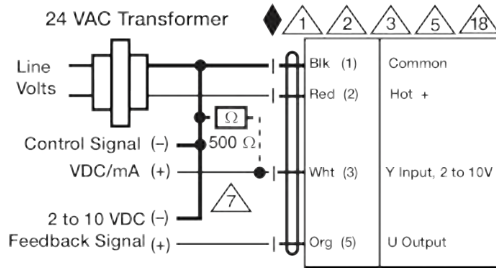 24 VAC Transformer
1 2 3 5 18
Line
Volts
Blk (1) Common
Red (2) Hot +
Ω
500 Ω
Control Signal (–)
VDC/mA (+)
Wht (3) Y Input, 2 to 10V
7
2 to 10 VDC (–)
Feedback Signal (+)
Org (5) U Output